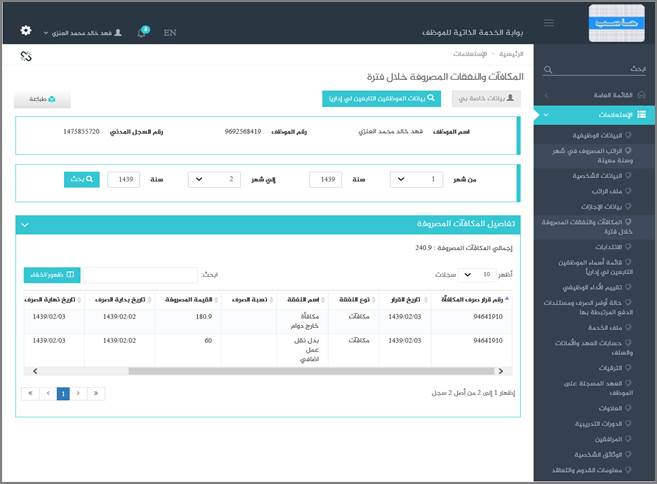 حاسب
بوابة الخدمة الذاتية للموظف
EN
8
فهد خالد محمد العنزي
الرئيسية - الإستعلامات
المكافآت والنفقات المصروفة خلال فترة
بيانات خاصة بي
بيانات الموظفين التابعين لي إداريا
طباعة
اسم الموظف فهد خالد محمد العنزي رقم الموظف 9692568419 رقم السجل المدني 1475835720
من شهر 1 سنة 1439 إلي شهر 2 سنة 1439 بحث
تفاصيل المكافآت المصروفة
إجمالي المكافآت المصروفة : 240.9
أظهر 10 سجلات ابحث: ظهور/اخفاء
رقم قرار صرف المكافأة تاريخ القرار نوع النفقة اسم النفقة نسبة الصرف القيمة المصروفة تاريخ بداية الصرف تاريخ نهاية الصرف
94641910 1439/02/03 مكافآت مكافأة خارج دوام 180.9 1439/02/02 1439/02/03
94641910 1439/02/03 مكافآت بدل نقل عمل اضافي 60 1439/02/02 1439/02/03
إظهار 1 إلى 2 من أصل 2 سجل
« ‹ 1 › »
ابحث
القائمة العامة
الإستعلامات
البيانات الوظيفية
الراتب المصروف في شهر
وسنة معينة
البيانات الشخصية
ملف الراتب
بيانات الإجازات
المكافآت والنفقات المصروفة
خلال فترة
الانتدابات
قائمة أسماء الموظفين
التابعين لي إدارياً
تقييم الأداء الوظيفي
حالة أوامر الصرف ومستندات
الدفع المرتبطة بها
ملف الخدمة
حسابات العهد والأمانات
والسلف
الترقيات
العهد المسجلة على
الموظف
العلاوات
الدورات التدريبية
المرافقين
الوثائق الشخصية
معلومات القدوم والتعاقد